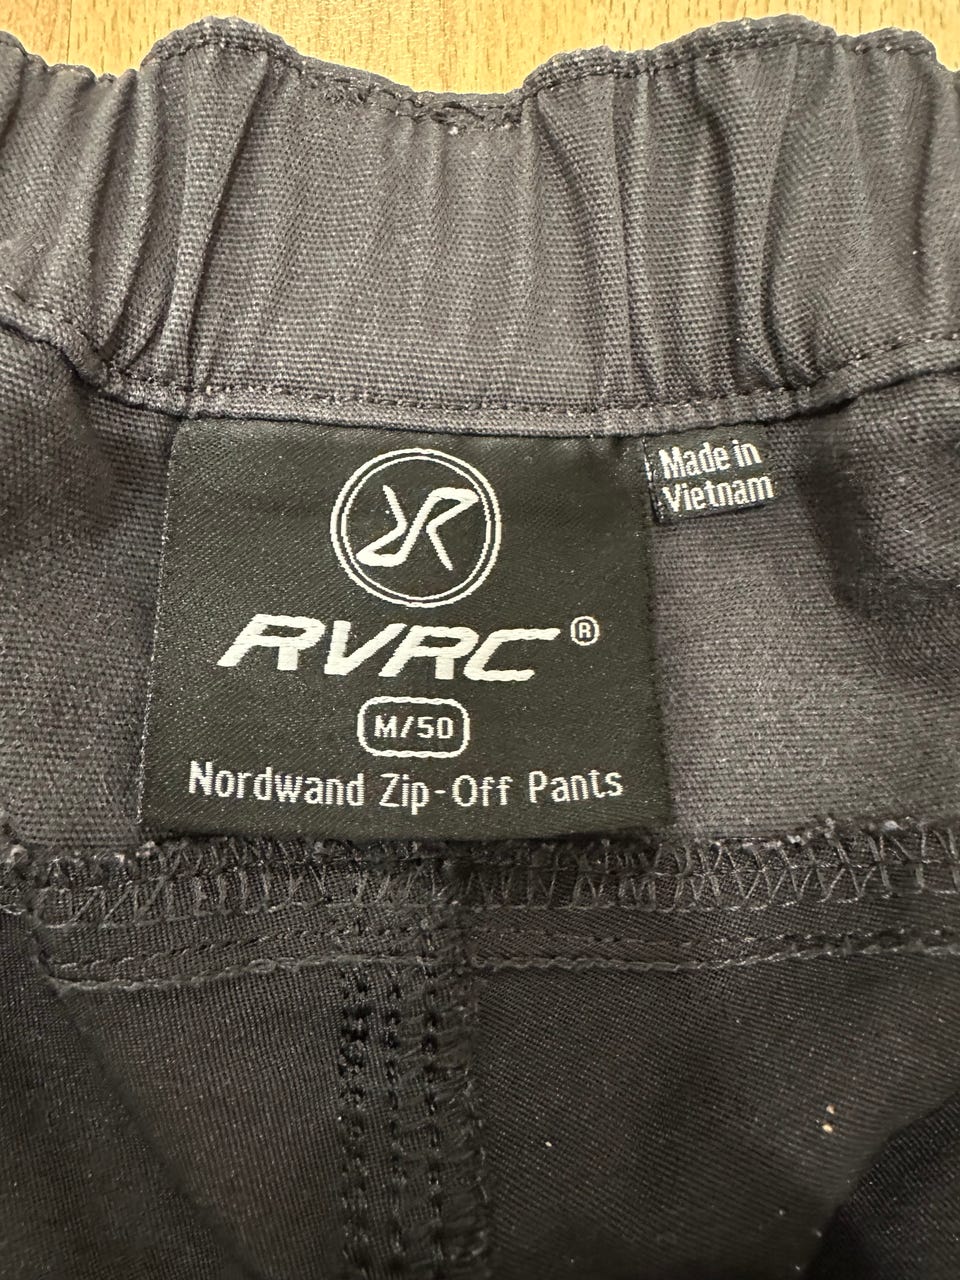 Made in
Vietnam
RVRC®
M/50
Nordwand Zip-Off Pants